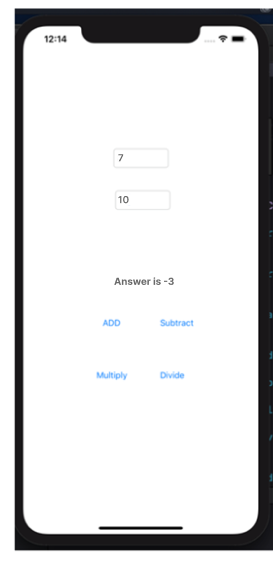 12:14
7
10
Answer is -3
ADD Subtract
Multiply Divide